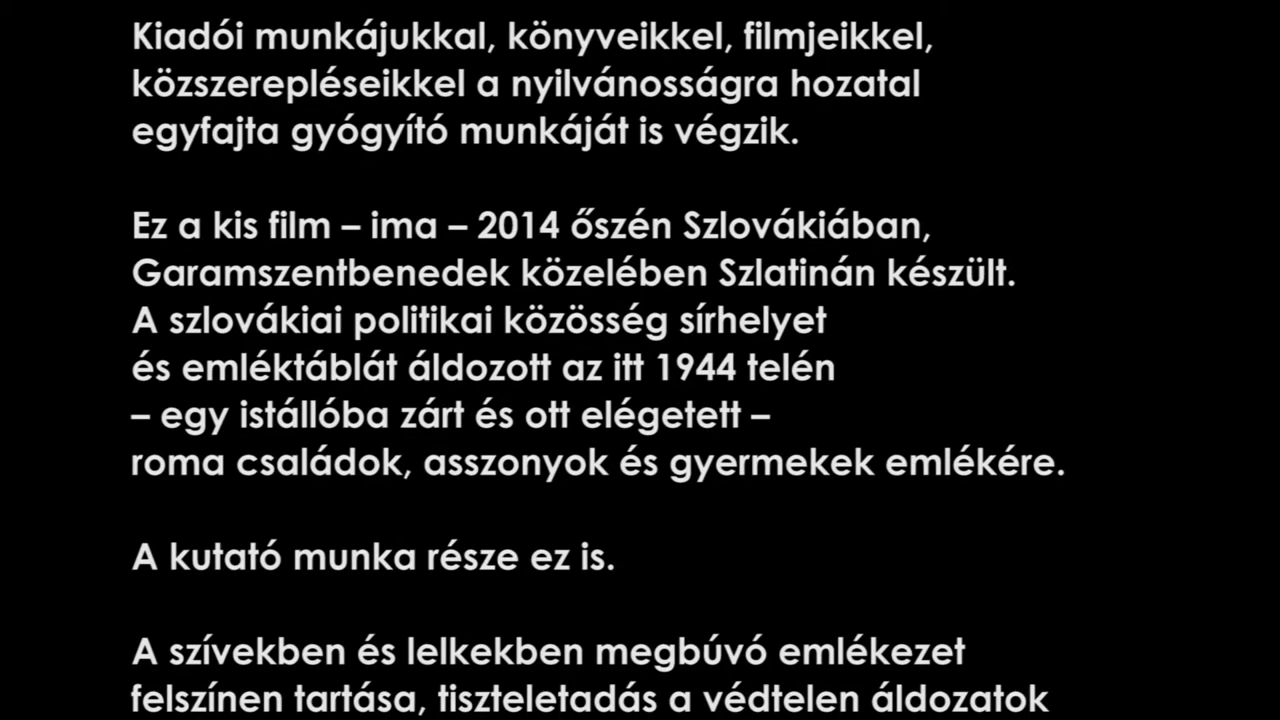 Kiadói munkájukkal, könyveikkel, filmjeikkel,
közszerepléseikkel a nyilvánosságra hozatal
egyfajta gyógyító munkáját is végzik.
Ez a kis film – ima – 2014 őszén Szlovákiában,
Garamszentbenedek közelében Szlatinán készült.
A szlovákiai politikai közösség sírhelyet
és emléktáblát áldozott az itt 1944 telén
– egy istállóba zárt és ott elégetett –
roma családok, asszonyok és gyermekek emlékére.
A kutató munka része ez is.
A szívekben és lelkekben megbúvó emlékezet
felszínen tartása, tiszteletadás a védtelen áldozatok